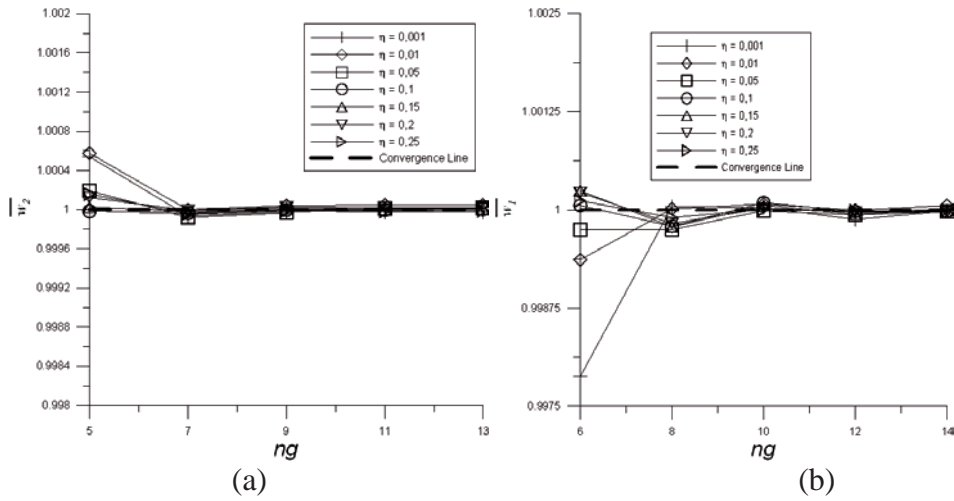 1.002
1.0016
1.0012
1.0008
1.0004
1
0.9996
0.9992
0.9988
0.9984
0.998
w2
5
7
9
11
13
ng
η = 0,001
η = 0,01
η = 0,05
η = 0,1
η = 0,15
η = 0,2
η = 0,25
Convergence Line
(a)
1.0025
1.00125
1
0.99875
0.9975
w1
6
8
10
12
14
ng
η = 0,001
η = 0,01
η = 0,05
η = 0,1
η = 0,15
η = 0,2
η = 0,25
Convergence Line
(b)